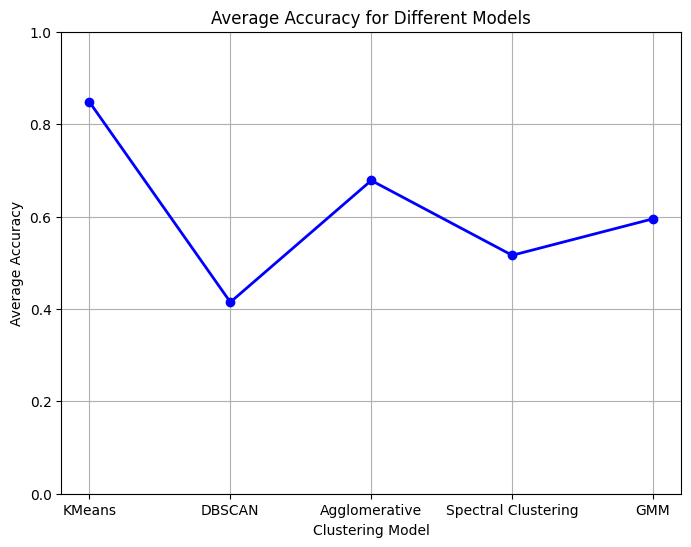 Average Accuracy for Different Models
1.0
0.8
0.6
0.4
0.2
0.0
Average Accuracy
KMeans DBSCAN Agglomerative Spectral Clustering GMM
Clustering Model